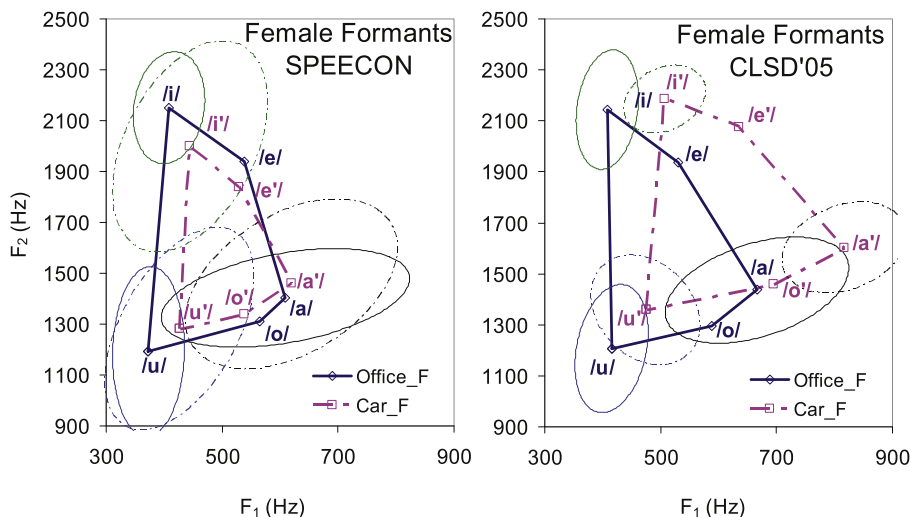 Female Formants
SPEECON
2500
2300
2100
1900
1700
1500
1300
1100
900
F2 (Hz)
/i/
/i'/
/e/
/e'/
/a'/
/a/
/o'/
/o/
/u'/
/u/
Office_F
Car_F
300
500
700
900
F1 (Hz)
Female Formants
CLSD'05
2500
2300
2100
1900
1700
1500
1300
1100
900
/i/
/i'/
/e'/
/e/
/a'/
/a/
/o'/
/o/
/u'/
/u/
Office_F
Car_F
300
500
700
900
F1 (Hz)